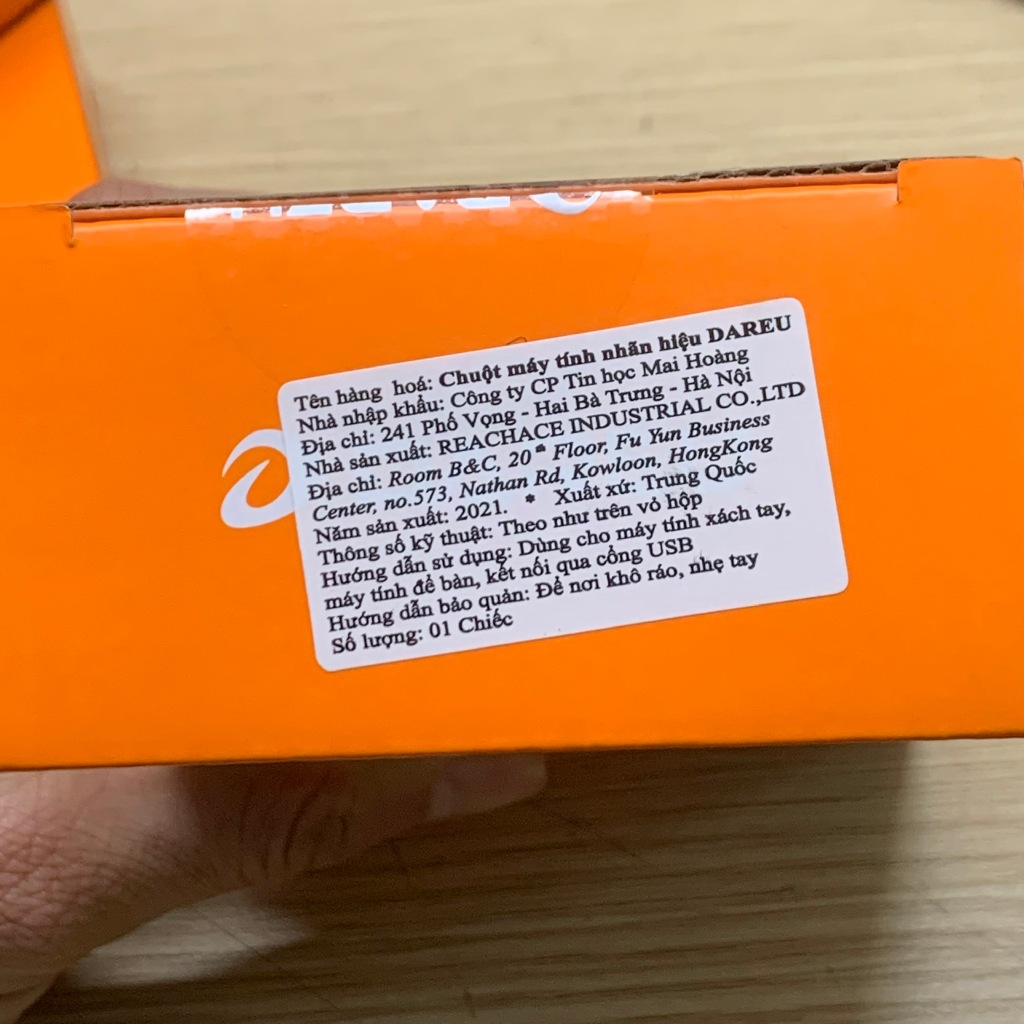 Tên hàng hoá: Chuột máy tính nhãn hiệu DAREU
Nhà nhập khẩu: Công ty CP Tin học Mai Hoàng
Địa chỉ: 241 Phố Vọng - Hai Bà Trưng - Hà Nội
Nhà sản xuất: REACHACE INDUSTRIAL CO.,LTD
Địa chỉ: Room B&C, 20th Floor, Fu Yun Business
Center, no.573, Nathan Rd, Kowloon, HongKong
Năm sản xuất: 2021. * Xuất xứ: Trung Quốc
Thông số kỹ thuật: Theo như trên vỏ hộp
Hướng dẫn sử dụng: Dùng cho máy tính xách tay,
máy tính để bàn, kết nối qua cổng USB
Hướng dẫn bảo quản: Để nơi khô ráo, nhẹ tay
Số lượng: 01 Chiếc